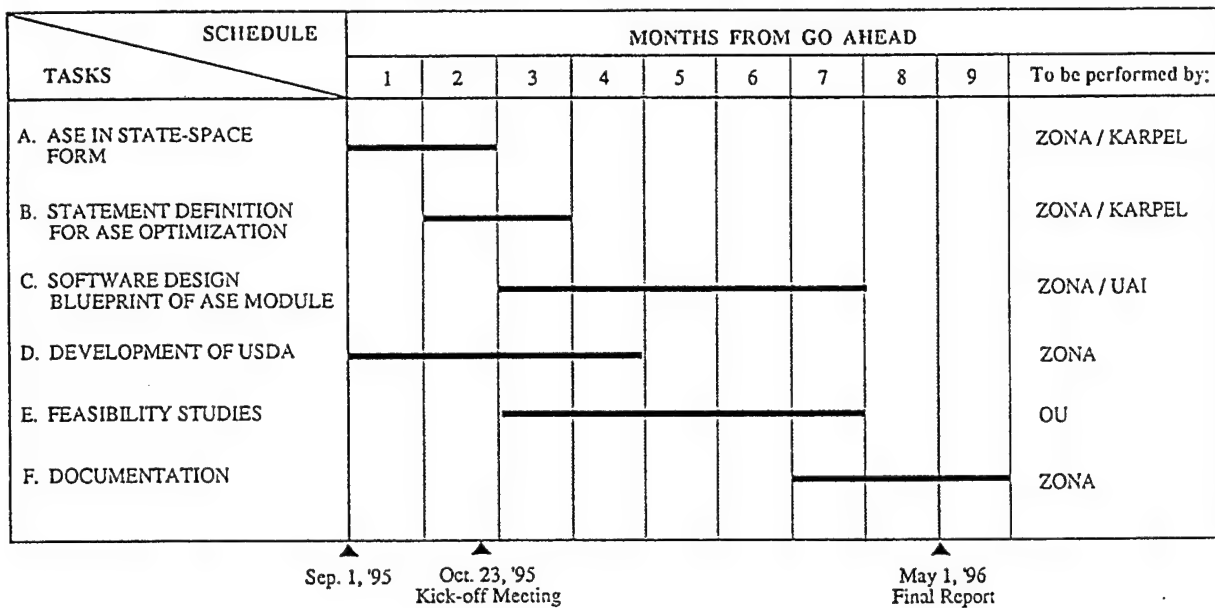 SCHEDULE
MONTHS FROM GO AHEAD
TASKS
1 2 3 4 5 6 7 8 9 To be performed by:
A. ASE IN STATE-SPACE
FORM
ZONA / KARPEL
B. STATEMENT DEFINITION
FOR ASE OPTIMIZATION
ZONA / KARPEL
C. SOFTWARE DESIGN
BLUEPRINT OF ASE MODULE
ZONA / UAI
D. DEVELOPMENT OF USDA
ZONA
E. FEASIBILITY STUDIES
OU
F. DOCUMENTATION
ZONA
Sep. 1, '95
Oct. 23, '95
Kick-off Meeting
May 1, '96
Final Report